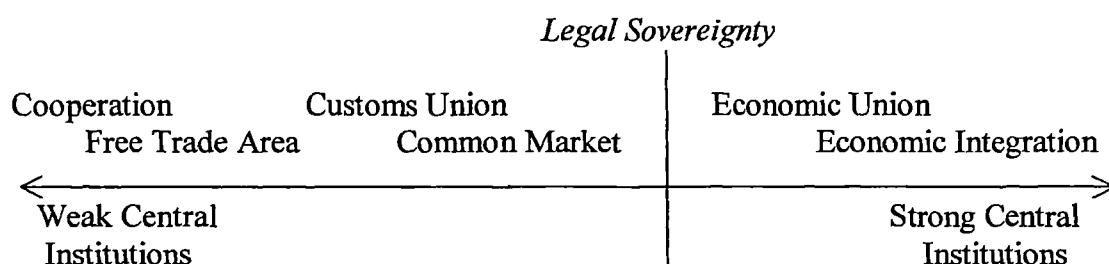 Legal Sovereignty
Cooperation Customs Union Economic Union
Free Trade Area Common Market Economic Integration
Weak Central Strong Central
Institutions Institutions